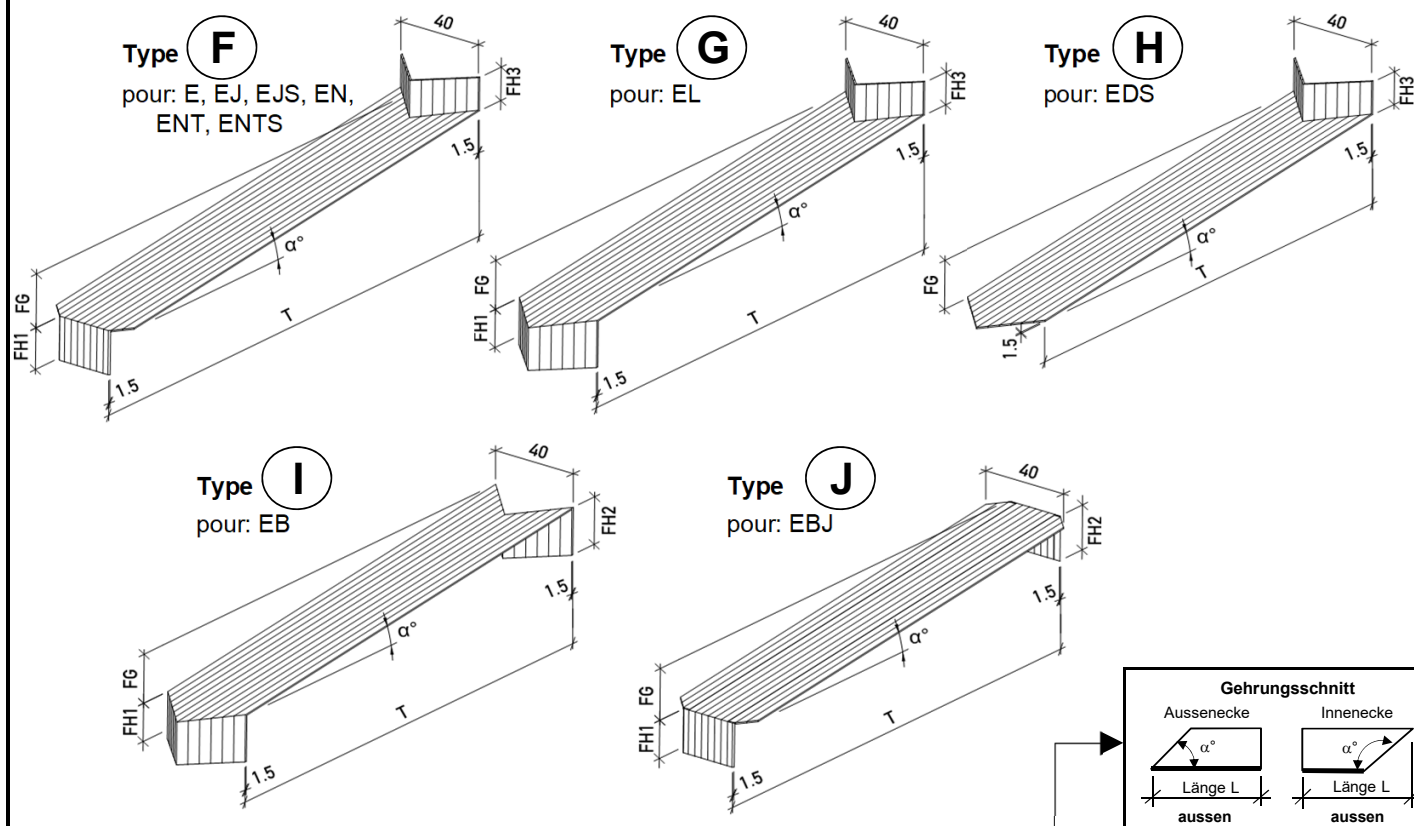 Type F
pour: E, EJ, EJS, EN,
ENT, ENTS
40
FH3
1.5
α°
T
FG
FH1
1.5
Type G
pour: EL
40
FH3
1.5
α°
T
FG
FH1
1.5
Type H
pour: EDS
40
FH3
1.5
α°
T
FG
1.5
Type I
pour: EB
40
FH2
1.5
α°
T
FG
FH1
1.5
Type J
pour: EBJ
40
FH2
1.5
α°
T
FG
FH1
1.5
Gehrungsschnitt
Aussenecke Innenecke
α° α°
Länge L Länge L
aussen aussen